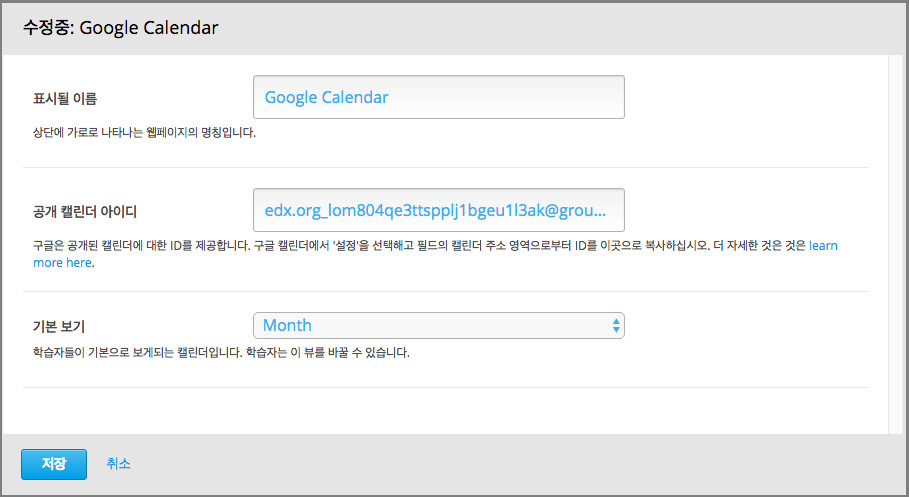 수정중: Google Calendar
표시될 이름
Google Calendar
상단에 가로로 나타나는 웹페이지의 명칭입니다.
공개 캘린더 아이디
edx.org_lom804qe3ttspplj1bgeu1l3ak@grou...
구글은 공개된 캘린더에 대한 ID를 제공합니다. 구글 캘린더에서 '설정'을 선택해고 필드의 캘린더 주소 영역으로부터 ID를 이곳으로 복사하십시오. 더 자세한 것은 것은 learn
more here.
기본 보기
Month
학습자들이 기본으로 보게되는 캘린더입니다. 학습자는 이 뷰를 바꿀 수 있습니다.
저장
취소